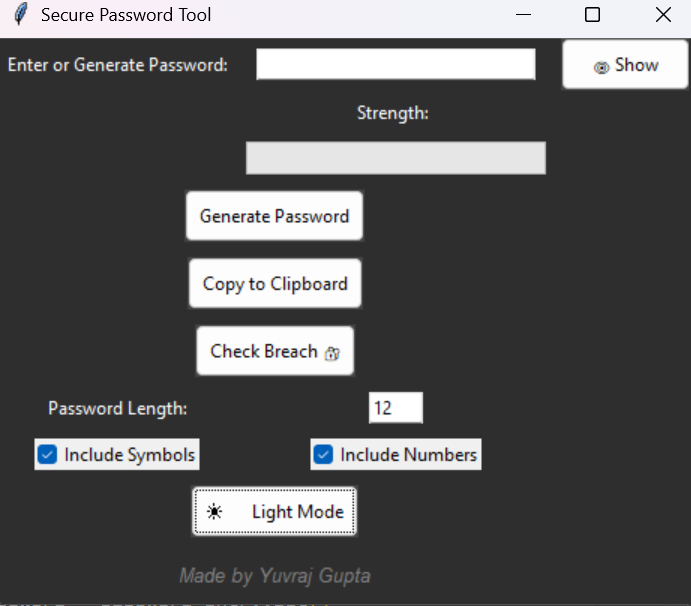 Secure Password Tool
Enter or Generate Password:
Show
Strength:
Generate Password
Copy to Clipboard
Check Breach
Password Length:
12
Include Symbols
Include Numbers
Light Mode
Made by Yuvraj Gupta